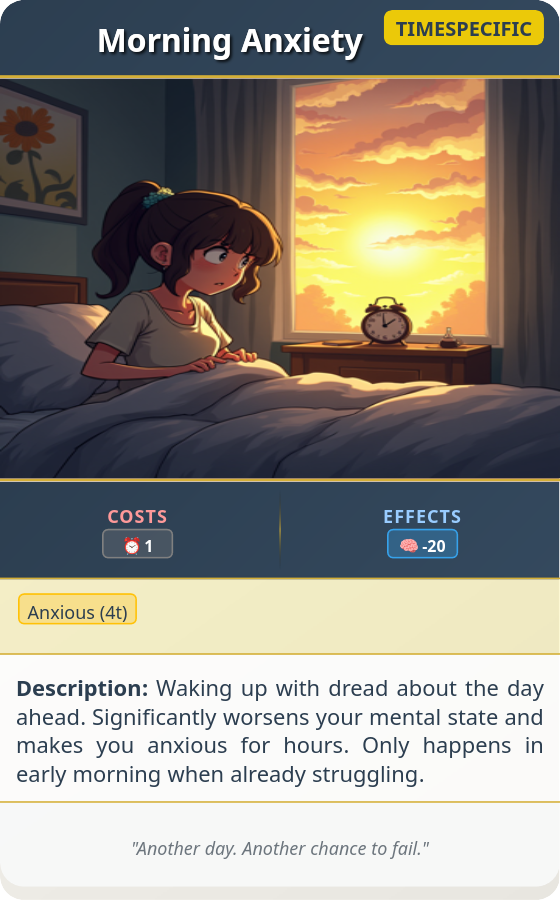 Morning Anxiety
TIMESPECIFIC
COSTS
⏰ 1
EFFECTS
🧠 -20
Anxious (4t)
Description: Waking up with dread about the day
ahead. Significantly worsens your mental state and
makes you anxious for hours. Only happens in
early morning when already struggling.
"Another day. Another chance to fail."